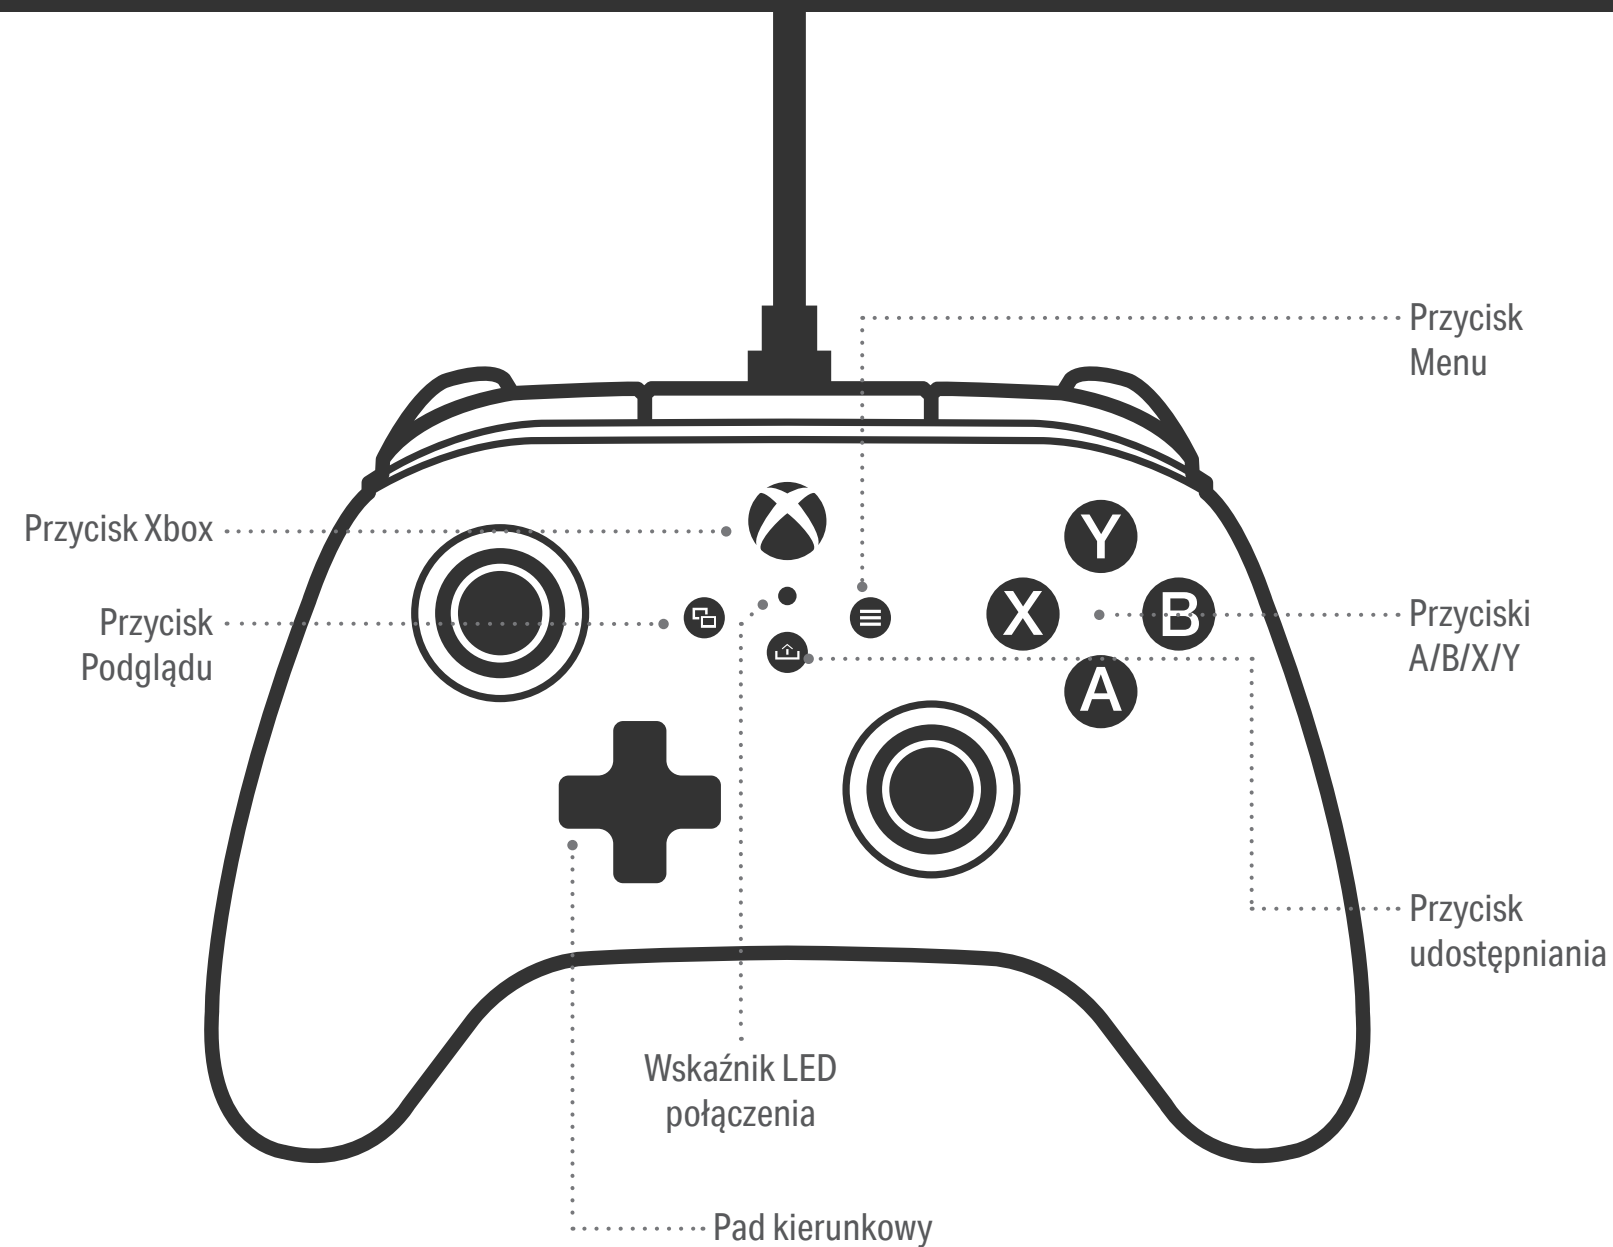 Przycisk
Menu
Przycisk Xbox
Y
X
B
A
Przycisk
Podglądu
Przyciski
A/B/X/Y
Przycisk
udostępniania
Wskaźnik LED
połączenia
Pad kierunkowy